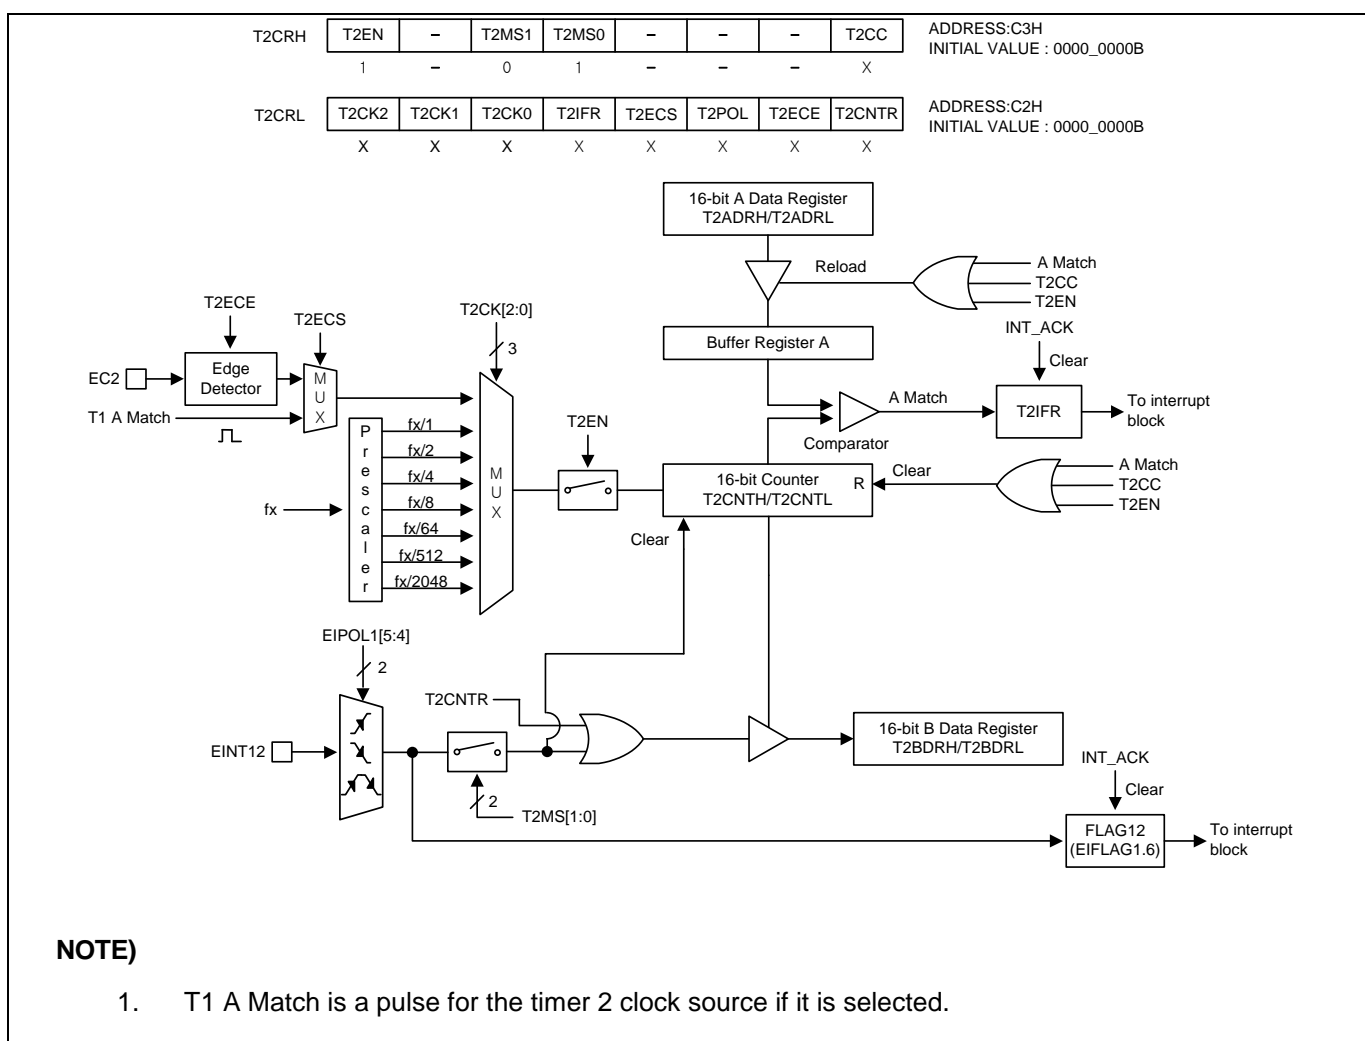 T2CRH T2EN – T2MS1 T2MS0 – – – T2CC ADDRESS:C3H
INITIAL VALUE : 0000_0000B
1 – 0 1 – – – X
T2CRL T2CK2 T2CK1 T2CK0 T2IFR T2ECS T2POL T2ECE T2CNTR ADDRESS:C2H
INITIAL VALUE : 0000_0000B
X X X X X X X X
16-bit A Data Register
T2ADRH/T2ADRL
Reload
A Match
T2CC
T2EN
T2ECE
T2ECS
T2CK[2:0]
3
Buffer Register A
INT_ACK
Clear
EC2
Edge
Detector
MUX
T1 A Match
A Match
T2IFR
To interrupt
block
Comparator
fx
Prescaler
fx/1
fx/2
fx/4
fx/8
fx/64
fx/512
fx/2048
MUX
T2EN
16-bit Counter
T2CNTH/T2CNTL
R
Clear
A Match
T2CC
T2EN
Clear
EIPOL1[5:4]
2
T2CNTR
EINT12
2
T2MS[1:0]
16-bit B Data Register
T2BDRH/T2BDRL
INT_ACK
Clear
FLAG12
(EIFLAG1.6)
To interrupt
block
NOTE)
1. T1 A Match is a pulse for the timer 2 clock source if it is selected.